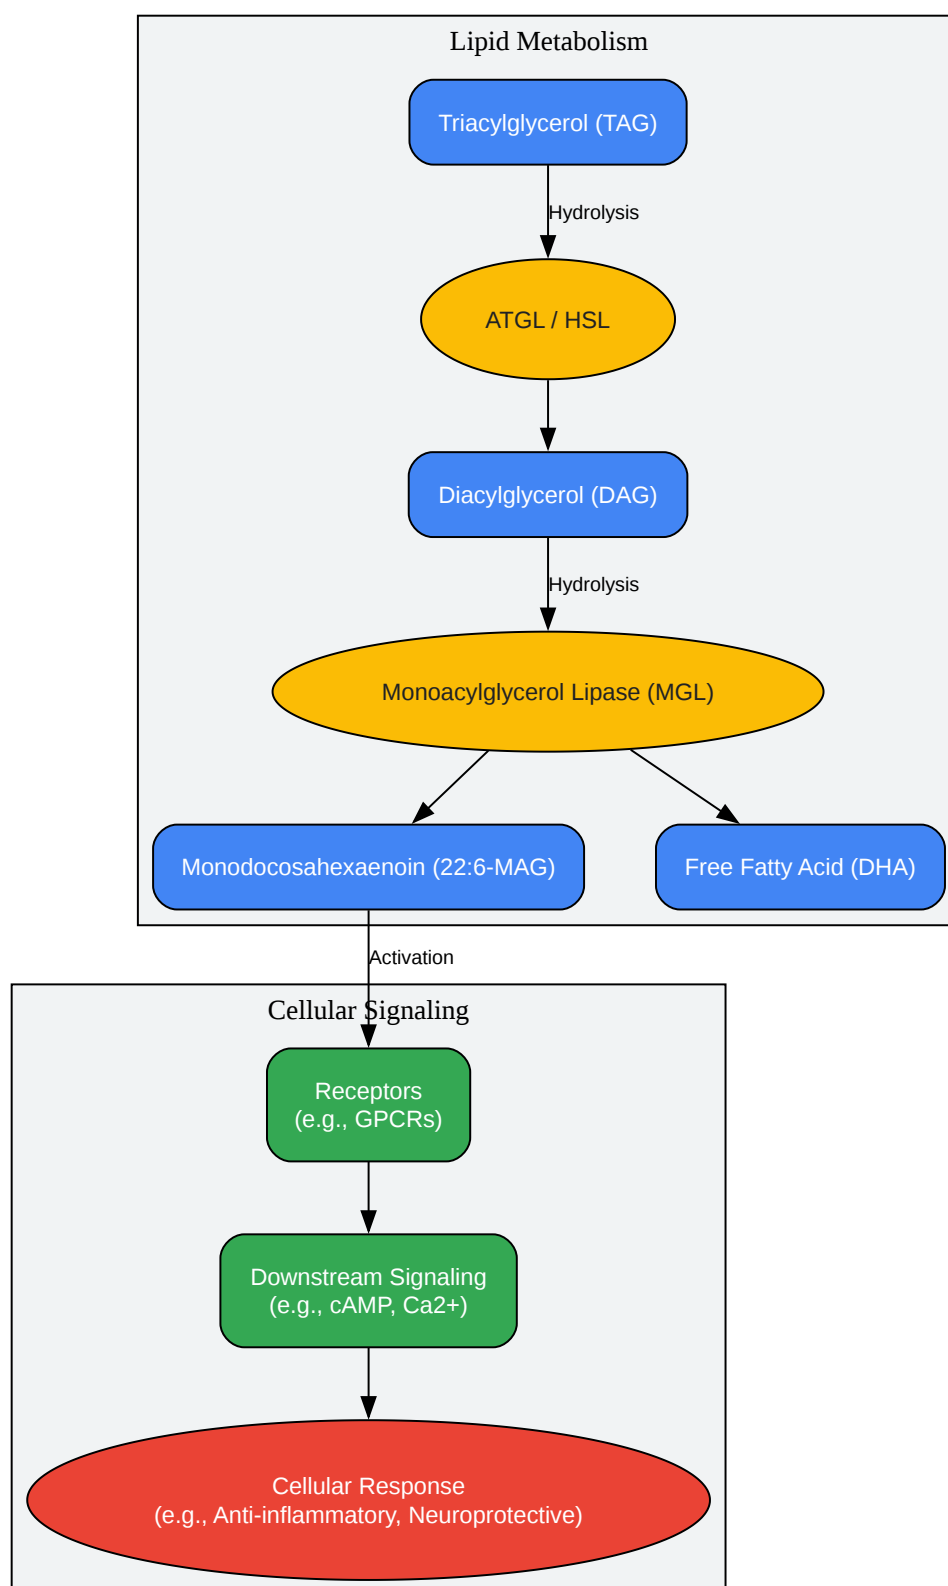 Lipid Metabolism
Triacylglycerol (TAG)
Hydrolysis
ATGL / HSL
Diacylglycerol (DAG)
Hydrolysis
Monoacylglycerol Lipase (MGL)
Monodocosahexaenoin (22:6-MAG)
Free Fatty Acid (DHA)
Activation
Cellular Signaling
Receptors
(e.g., GPCRs)
Downstream Signaling
(e.g., cAMP, Ca2+)
Cellular Response
(e.g., Anti-inflammatory, Neuroprotective)